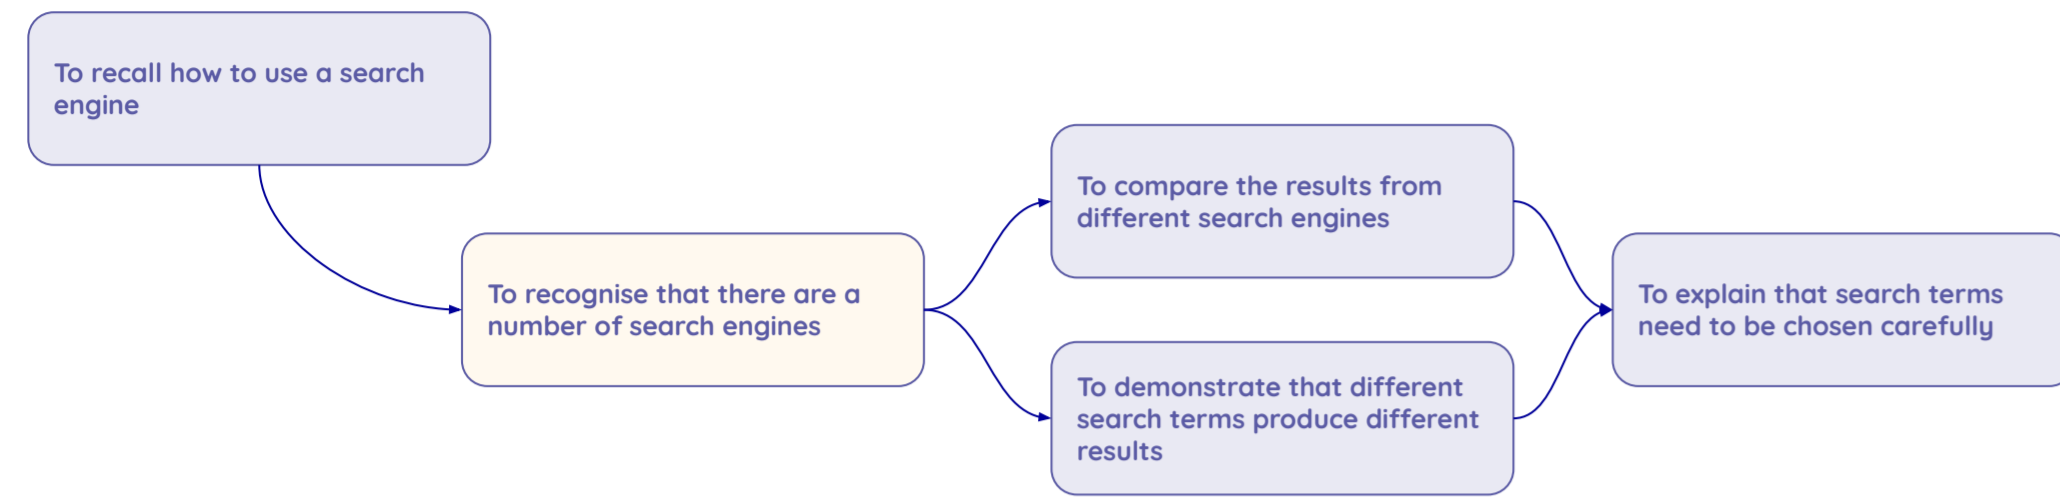 To recall how to use a search
engine
To recognise that there are a
number of search engines
To compare the results from
different search engines
To demonstrate that different
search terms produce different
results
To explain that search terms
need to be chosen carefully